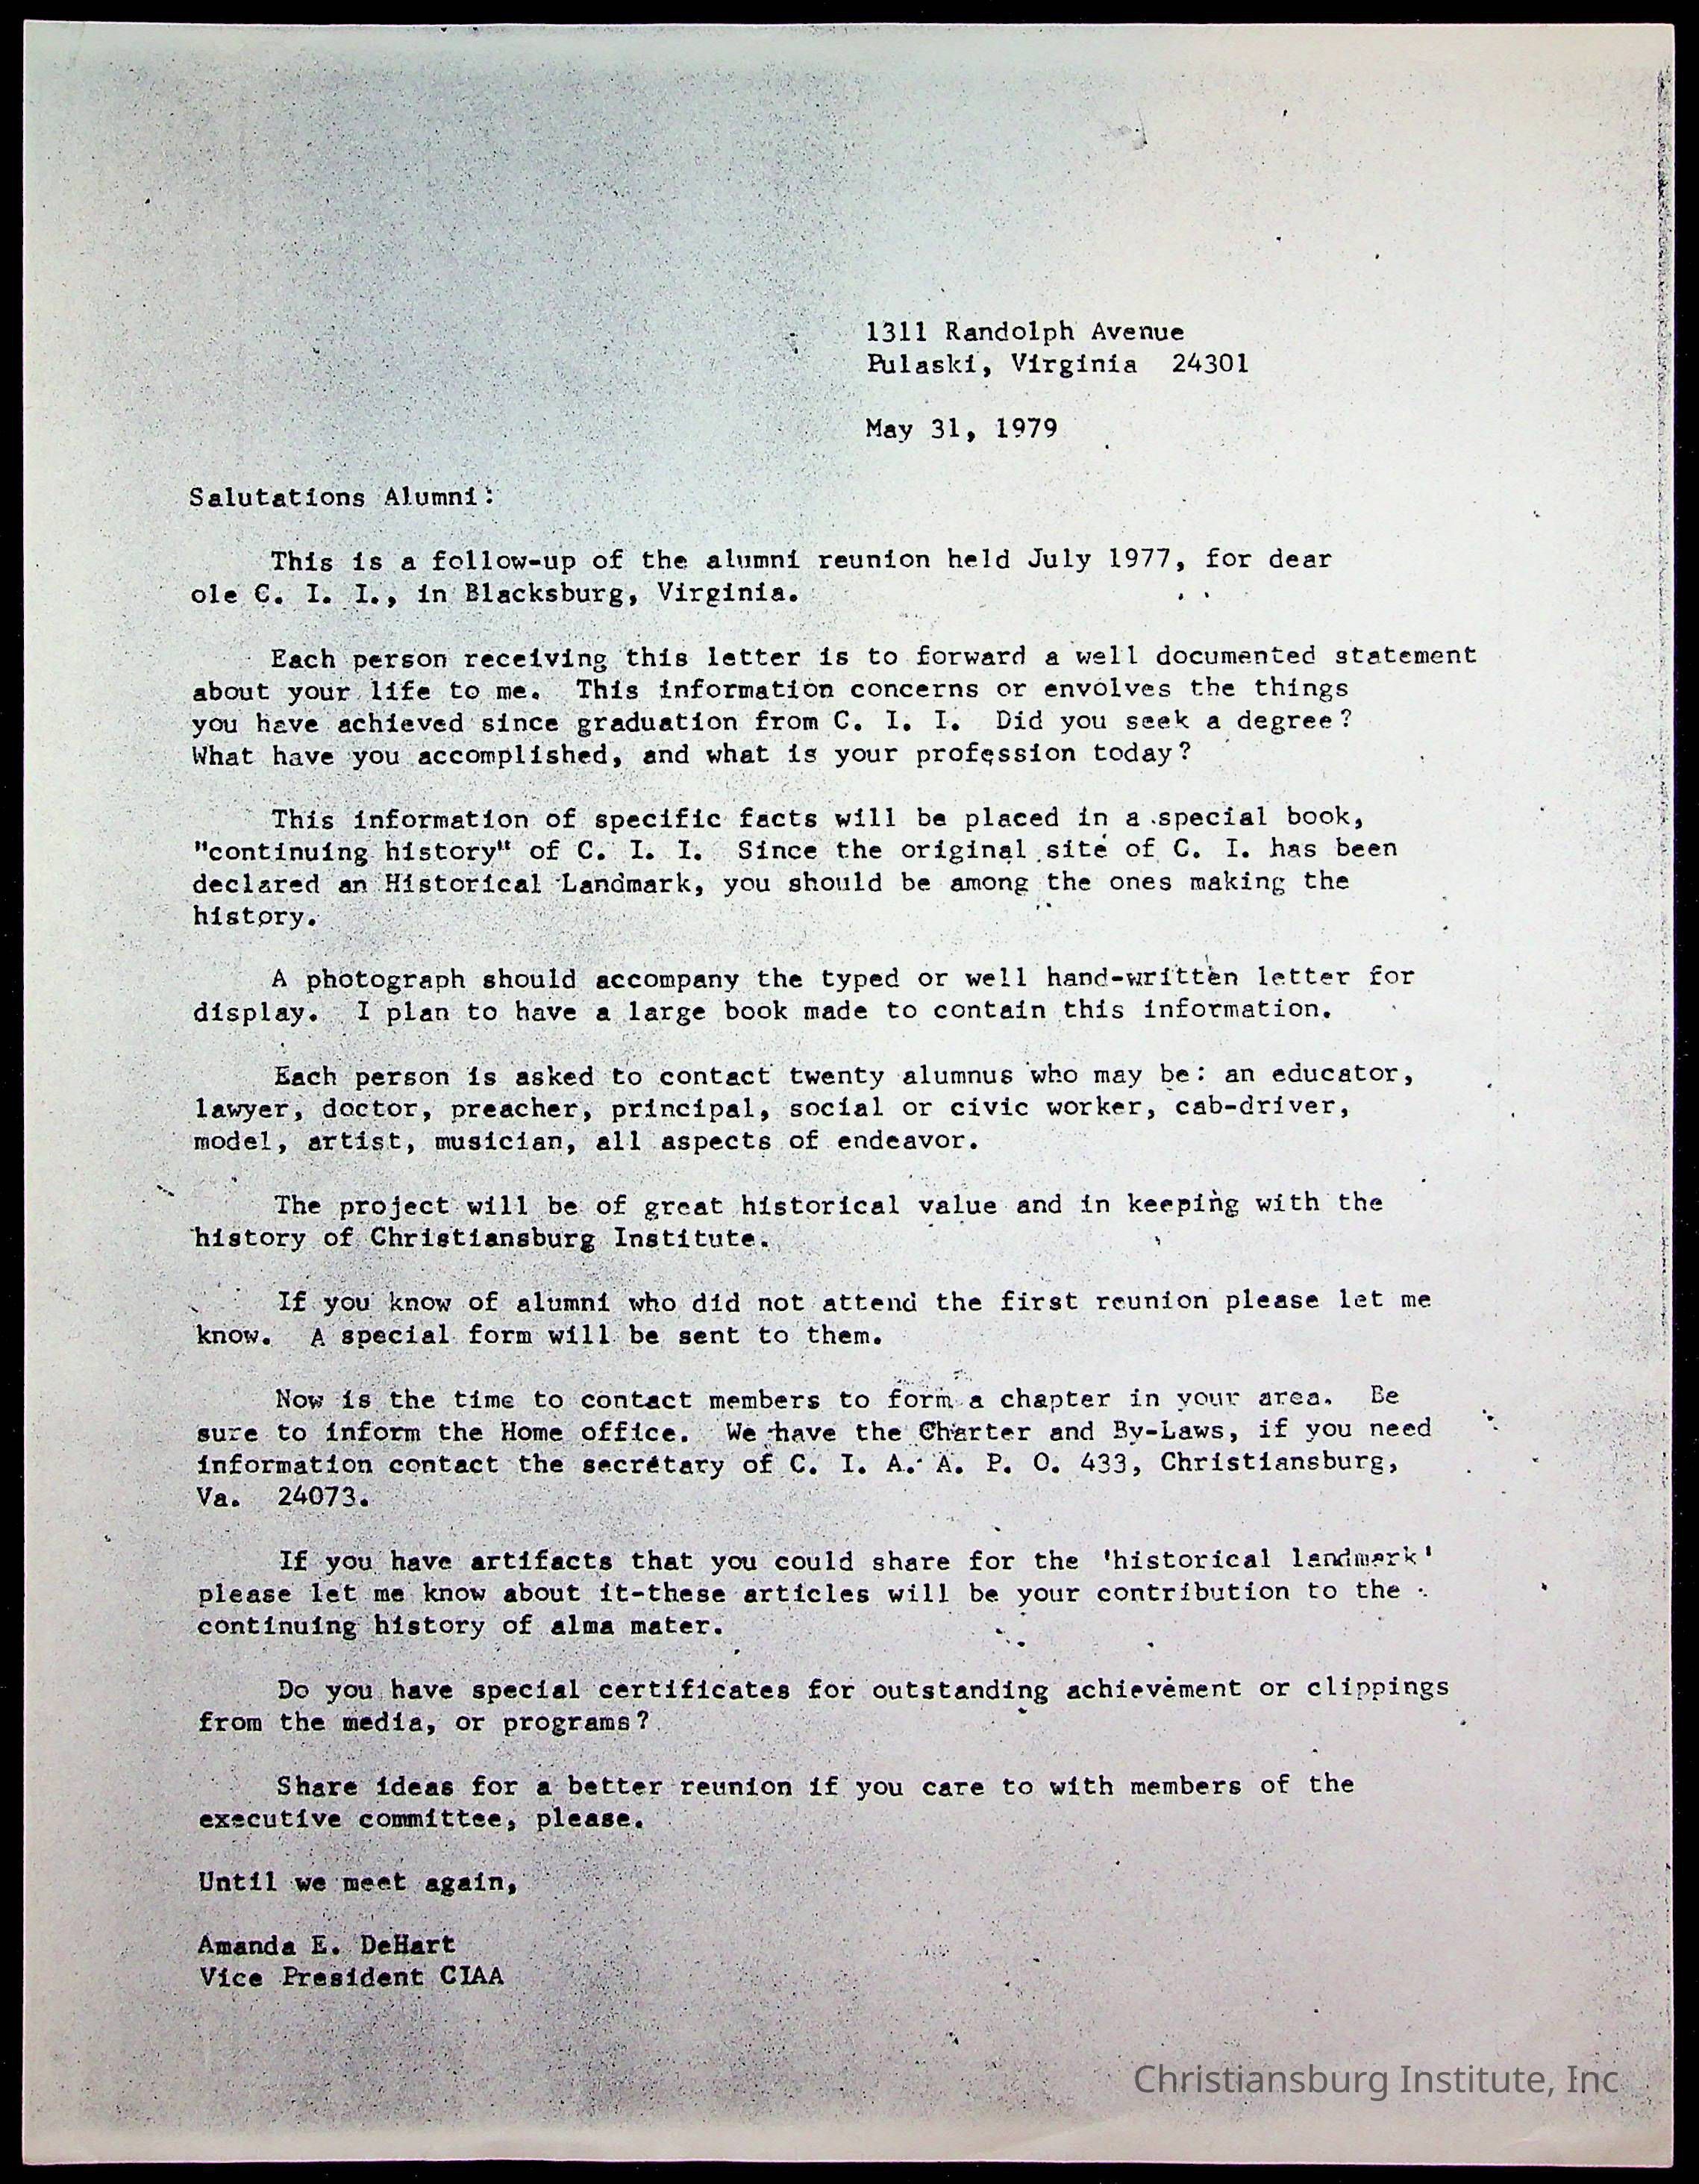 1311 Randolph Avenue
Pulaski, Virginia  24301
May 31, 1979
Salutations Alumni:
This is a follow-up of the alumni reunion held July 1977, for dear
ole C. I. I., in Blacksburg, Virginia.
Each person receiving this letter is to forward a well documented statement
about your life to me.  This information concerns or envolves the things
you have achieved since graduation from C. I. I.  Did you seek a degree?
What have you accomplished, and what is your profession today?
This information of specific facts will be placed in a special book,
"continuing history" of C. I. I.  Since the original site of C. I. has been
declared an Historical Landmark, you should be among the ones making the
history.
A photograph should accompany the typed or well hand-written letter for
display.  I plan to have a large book made to contain this information.
Each person is asked to contact twenty alumnus who may be: an educator,
lawyer, doctor, preacher, principal, social or civic worker, cab-driver,
model, artist, musician, all aspects of endeavor.
The project will be of great historical value and in keeping with the
history of Christiansburg Institute.
If you know of alumni who did not attend the first reunion please let me
know.  A special form will be sent to them.
Now is the time to contact members to form a chapter in your area.  Be
sure to inform the Home office.  We have the Charter and By-Laws, if you need
information contact the secretary of C. I. A. A. P. O. 433, Christiansburg,
Va.  24073.
If you have artifacts that you could share for the 'historical landmark'
please let me know about it-these articles will be your contribution to the
continuing history of alma mater.
Do you have special certificates for outstanding achievement or clippings
from the media, or programs?
Share ideas for a better reunion if you care to with members of the
executive committee, please.
Until we meet again,
Amanda E. DeHart
Vice President CIAA
Christiansburg Institute, Inc